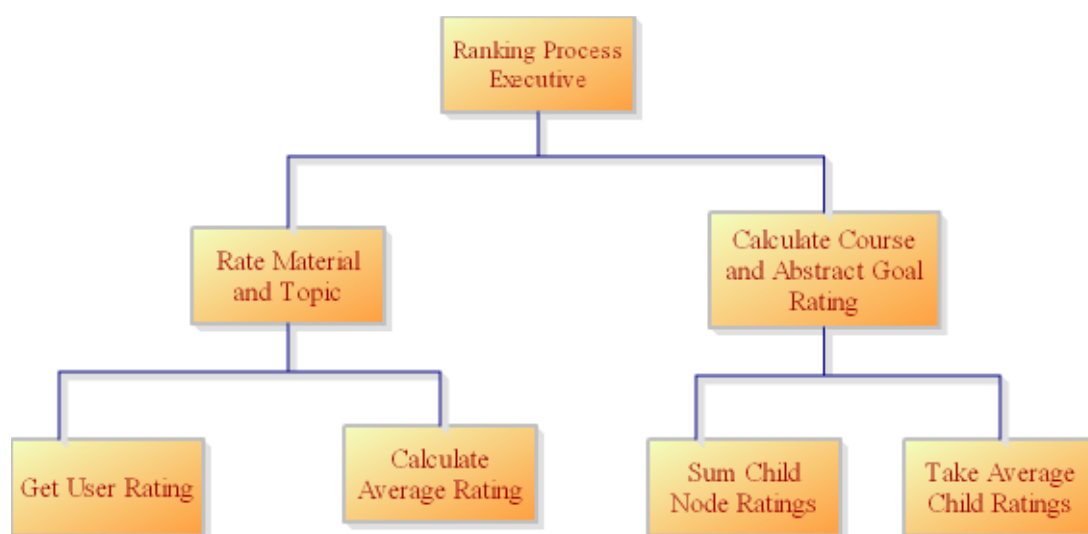 Ranking Process
Executive
Rate Material
and Topic
Calculate Course
and Abstract Goal
Rating
Get User Rating
Calculate
Average Rating
Sum Child
Node Ratings
Take Average
Child Ratings